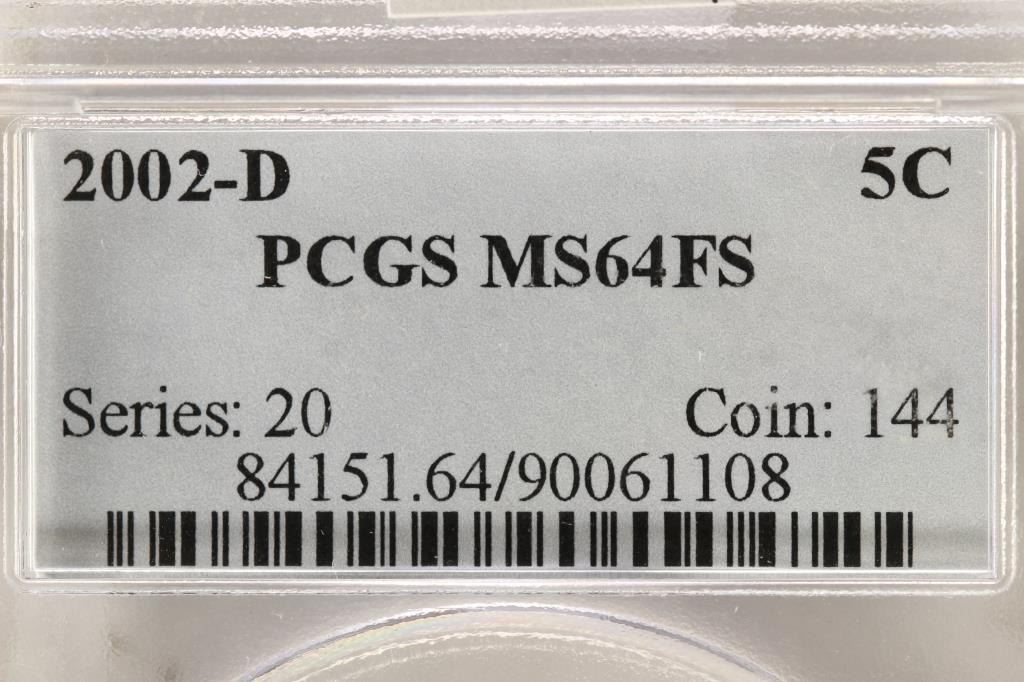 2002-D 5C
PCGS MS64FS
Series: 20 Coin: 144
84151.64/90061108